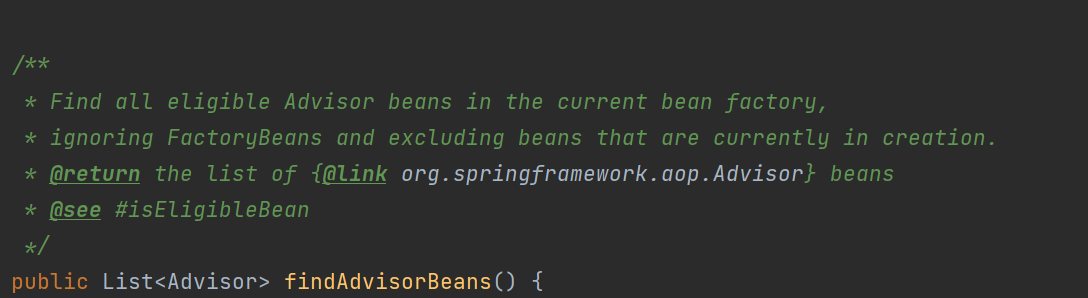 /**
* Find all eligible Advisor beans in the current bean factory,
* ignoring FactoryBeans and excluding beans that are currently in creation.
* @return the list of {@link org.springframework.aop.Advisor} beans
* @see #isEligibleBean
*/
public List<Advisor> findAdvisorBeans() {